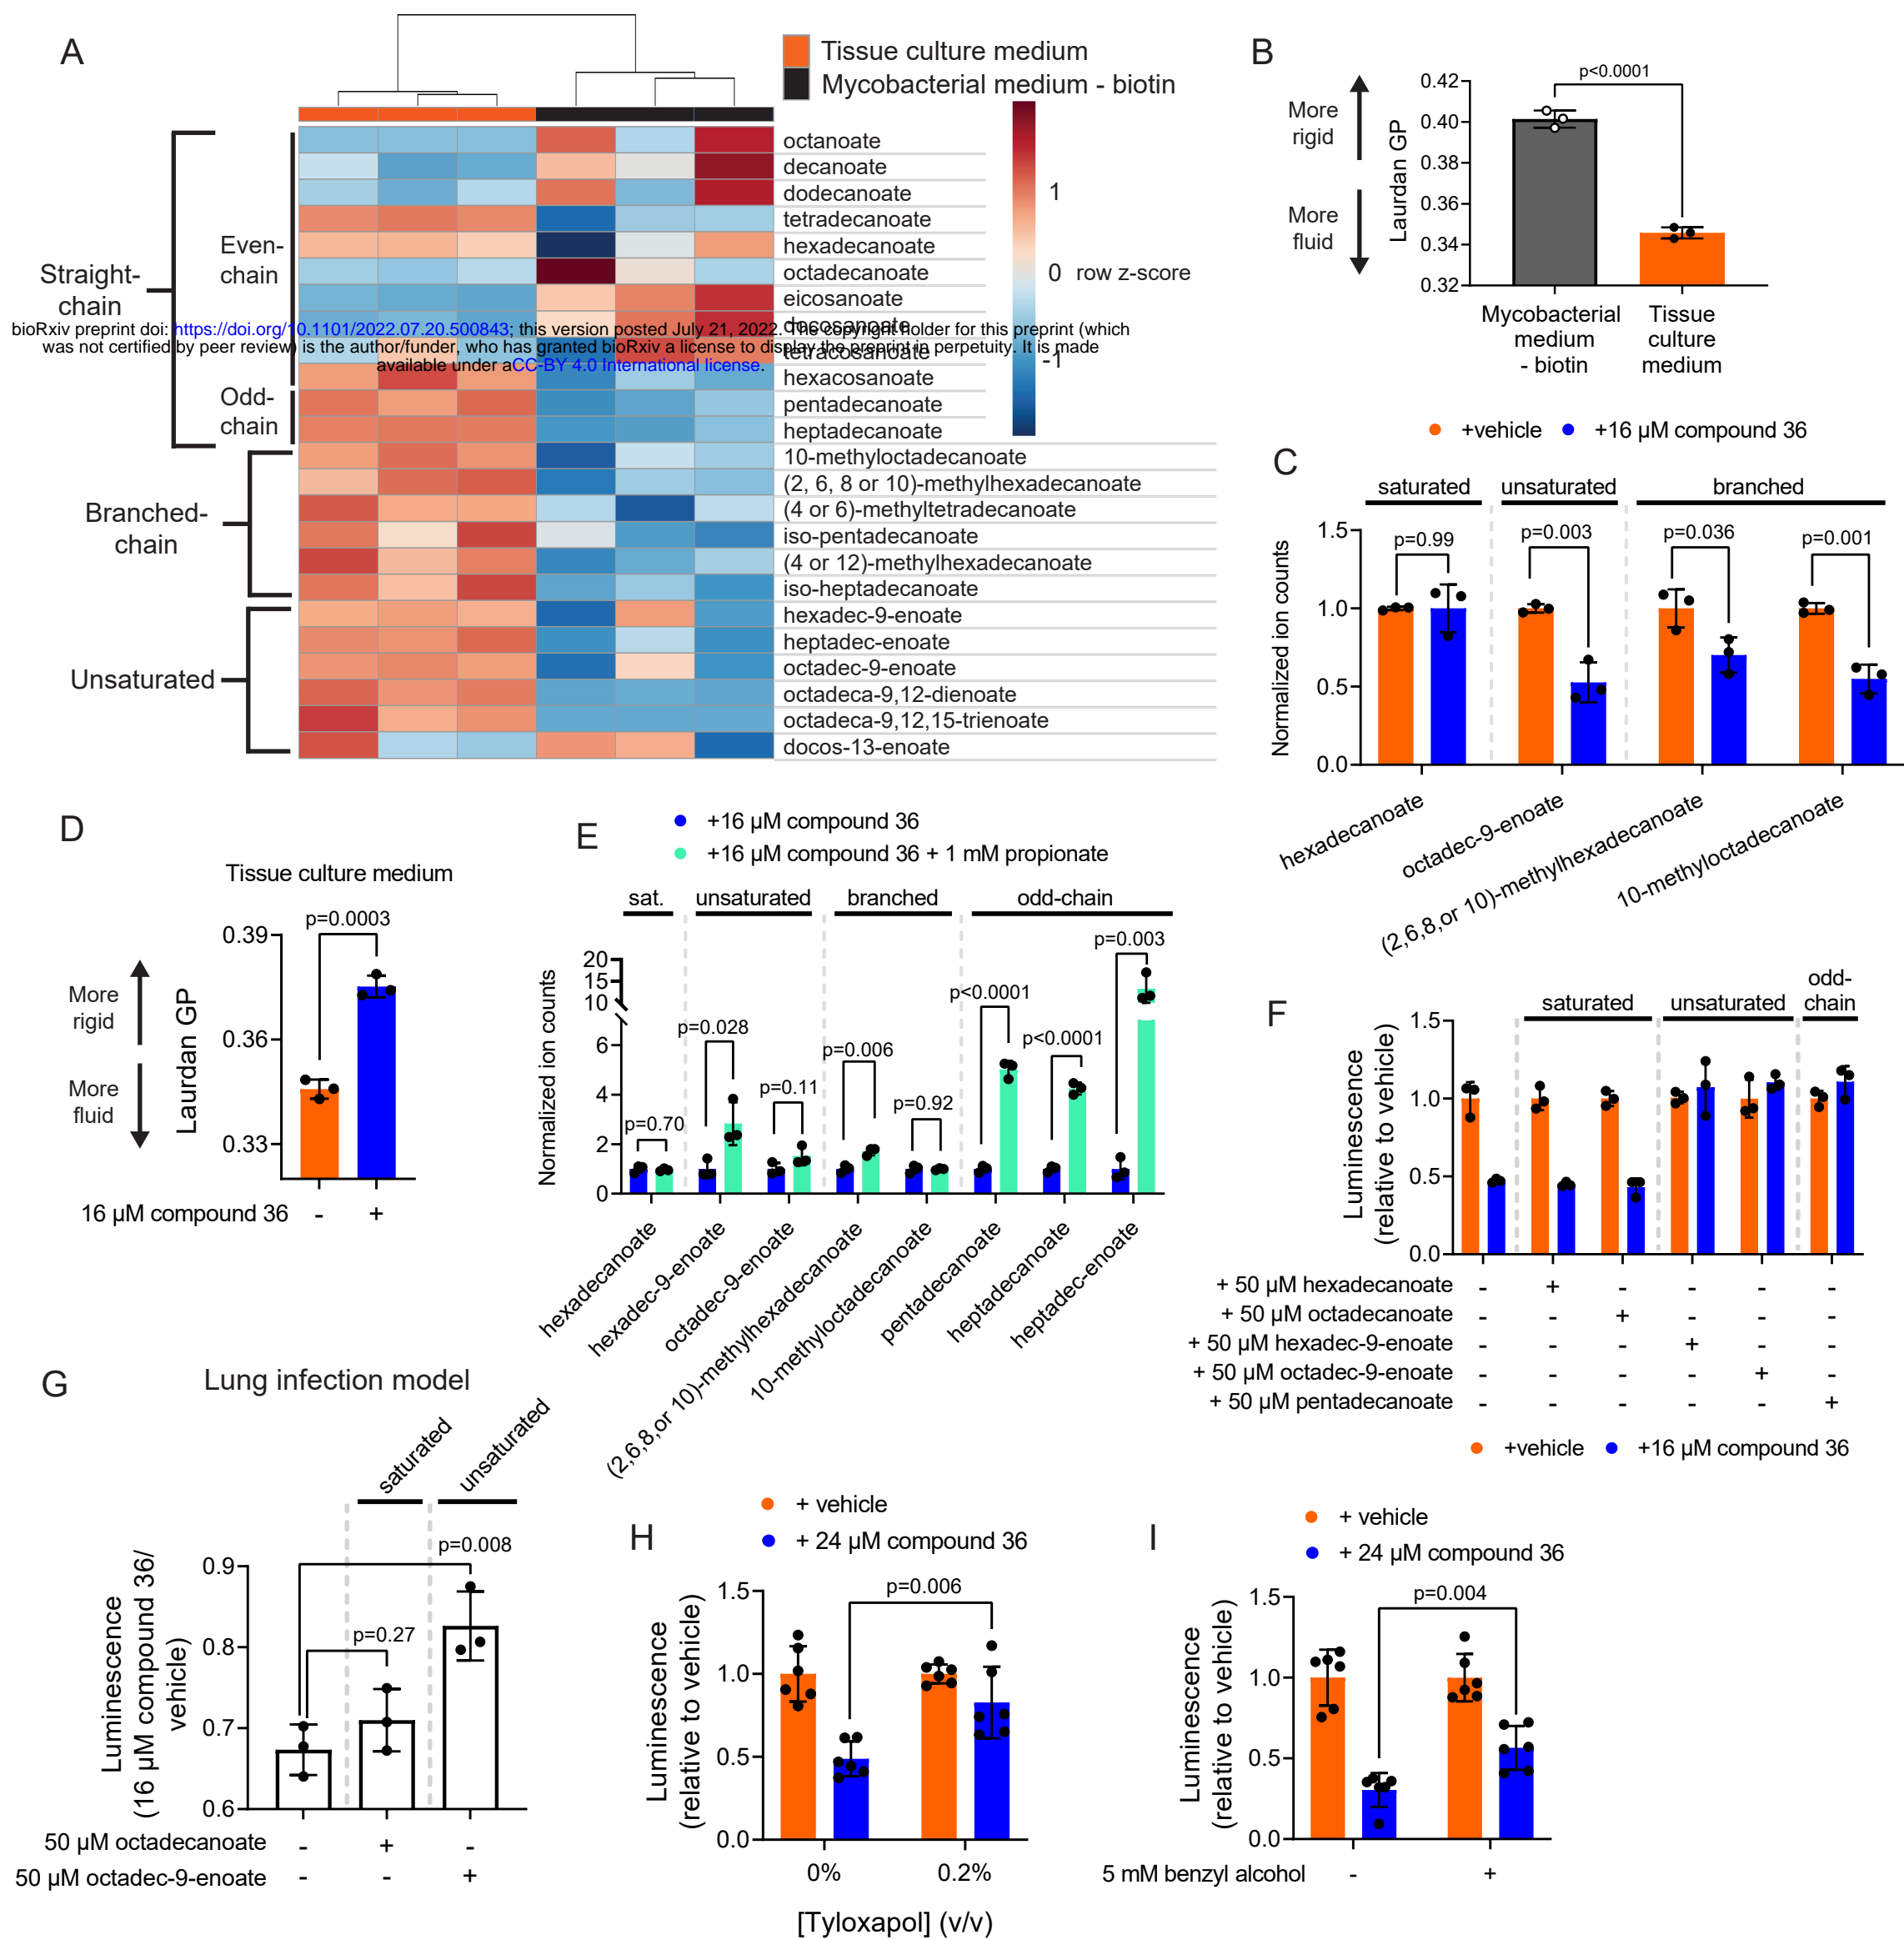 A
Tissue culture medium
Mycobacterial medium - biotin
octanoate
decanoate
dodecanoate
tetradecanoate
hexadecanoate
octadecanoate
eicosanoate
docosanoate
tetracosanoate
hexacosanoate
pentadecanoate
heptadecanoate
10-methyloctadecanoate
(2, 6, 8 or 10)-methylhexadecanoate
(4 or 6)-methyltetradecanoate
iso-pentadecanoate
(4 or 12)-methylhexadecanoate
iso-heptadecanoate
hexadec-9-enoate
heptadec-enoate
octadec-9-enoate
octadeca-9,12-dienoate
octadeca-9,12,15-trienoate
docos-13-enoate
1
0 row z-score
-1
Straight-
chain
Even-
chain
Odd-
chain
Branched-
chain
Unsaturated
bioRxiv preprint doi: https://doi.org/10.1101/2022.07.20.500843; this version posted July 21, 2022. The copyright holder for this preprint (which
was not certified by peer review) is the author/funder, who has granted bioRxiv a license to display the preprint in perpetuity. It is made
available under aCC-BY 4.0 International license.
B
More
rigid
More
fluid
Laurdan GP
0.42
0.40
0.38
0.36
0.34
0.32
p<0.0001
Mycobacterial
medium
- biotin
Tissue
culture
medium
C
+vehicle
+16 µM compound 36
saturated
unsaturated
branched
p=0.99
p=0.003
p=0.036
p=0.001
Normalized ion counts
1.5
1.0
0.5
0.0
hexadecanoate
octadec-9-enoate
(2,6,8,or 10)-methylhexadecanoate
10-methyloctadecanoate
D
Tissue culture medium
p=0.0003
More
rigid
More
fluid
Laurdan GP
0.39
0.36
0.33
16 µM compound 36 - +
E
+16 µM compound 36
+16 µM compound 36 + 1 mM propionate
sat.
unsaturated
branched
odd-chain
p=0.70
p=0.028
p=0.11
p=0.006
p=0.92
p<0.0001
p<0.0001
p=0.003
Normalized ion counts
20
15
10
6
4
2
0
hexadecanoate
hexadec-9-enoate
octadec-9-enoate
(2,6,8,or 10)-methylhexadecanoate
10-methyloctadecanoate
pentadecanoate
heptadecanoate
heptadec-enoate
F
saturated
unsaturated
odd-
chain
Luminescence
(relative to vehicle)
1.5
1.0
0.5
0.0
+ 50 µM hexadecanoate - + - - - -
+ 50 µM octadecanoate - - + - - -
+ 50 µM hexadec-9-enoate - - - + - -
+ 50 µM octadec-9-enoate - - - - + -
+ 50 µM pentadecanoate - - - - - +
+vehicle
+16 µM compound 36
G
Lung infection model
saturated
unsaturated
p=0.008
p=0.27
Luminescence
(16 µM compound 36/
vehicle)
0.9
0.8
0.7
0.6
50 µM octadecanoate - + -
50 µM octadec-9-enoate - - +
H
+ vehicle
+ 24 µM compound 36
p=0.006
Luminescence
(relative to vehicle)
1.5
1.0
0.5
0.0
0% 0.2%
[Tyloxapol] (v/v)
I
+ vehicle
+ 24 µM compound 36
p=0.004
Luminescence
(relative to vehicle)
1.5
1.0
0.5
0.0
5 mM benzyl alcohol - +